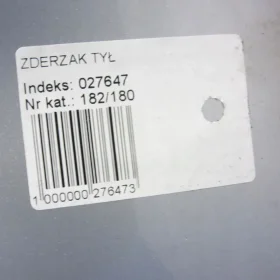 ZDERZAK TYŁ
Indeks: 027647
Nr kat.: 182/180
1 000000 276473